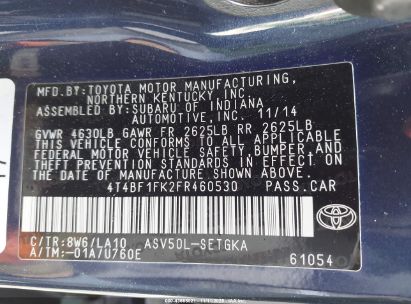 MFD BY: TOYOTA MOTOR MANUFACTURING,
NORTHERN KENTUCKY INC
ASSEMBLED BY: SUBARU OF INDIANA
AUTOMOTIVE, INC. 11/14
GVWR 4630LB GAWR FR 2625LB RR 2625LB
THIS VEHICLE CONFORMS TO ALL APPLICABLE
FEDERAL MOTOR VEHICLE SAFETY, BUMPER, AND
THEFT PREVENTION STANDARDS IN EFFECT ON
THE DATE OF MANUFACTURE SHOWN ABOVE.
4T4BF1FK2FR460530 PASS.CAR
C/TR:8W6/LA10 ASV50L-SETGKA
A/TM:-01A/U760E
61054
TOYOTA